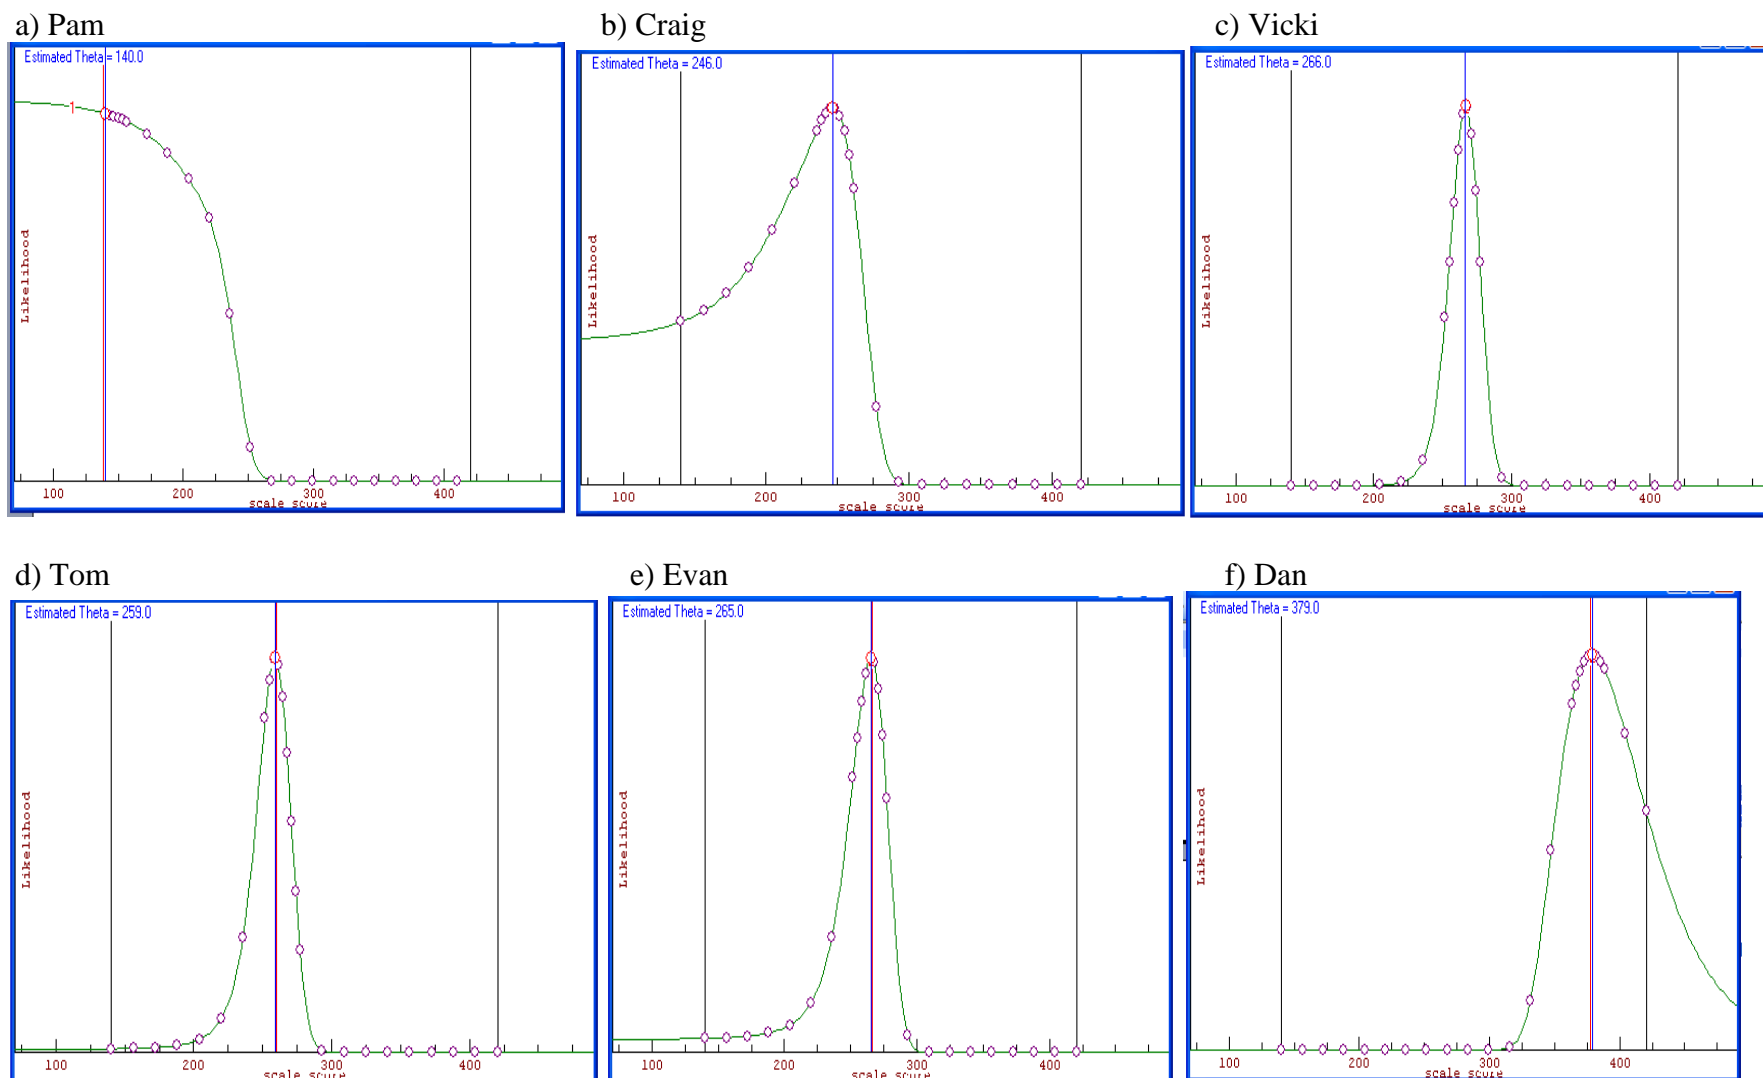 a) Pam
Estimated Theta = 140.0
1
Likelihood
100 200 300 400
scale score
b) Craig
Estimated Theta = 246.0
Likelihood
100 200 300 400
scale score
c) Vicki
Estimated Theta = 266.0
Likelihood
100 200 300 400
scale score
d) Tom
Estimated Theta = 259.0
Likelihood
100 200 300 400
scale score
e) Evan
Estimated Theta = 265.0
Likelihood
100 200 300 400
scale score
f) Dan
Estimated Theta = 379.0
Likelihood
100 200 300 400
scale score